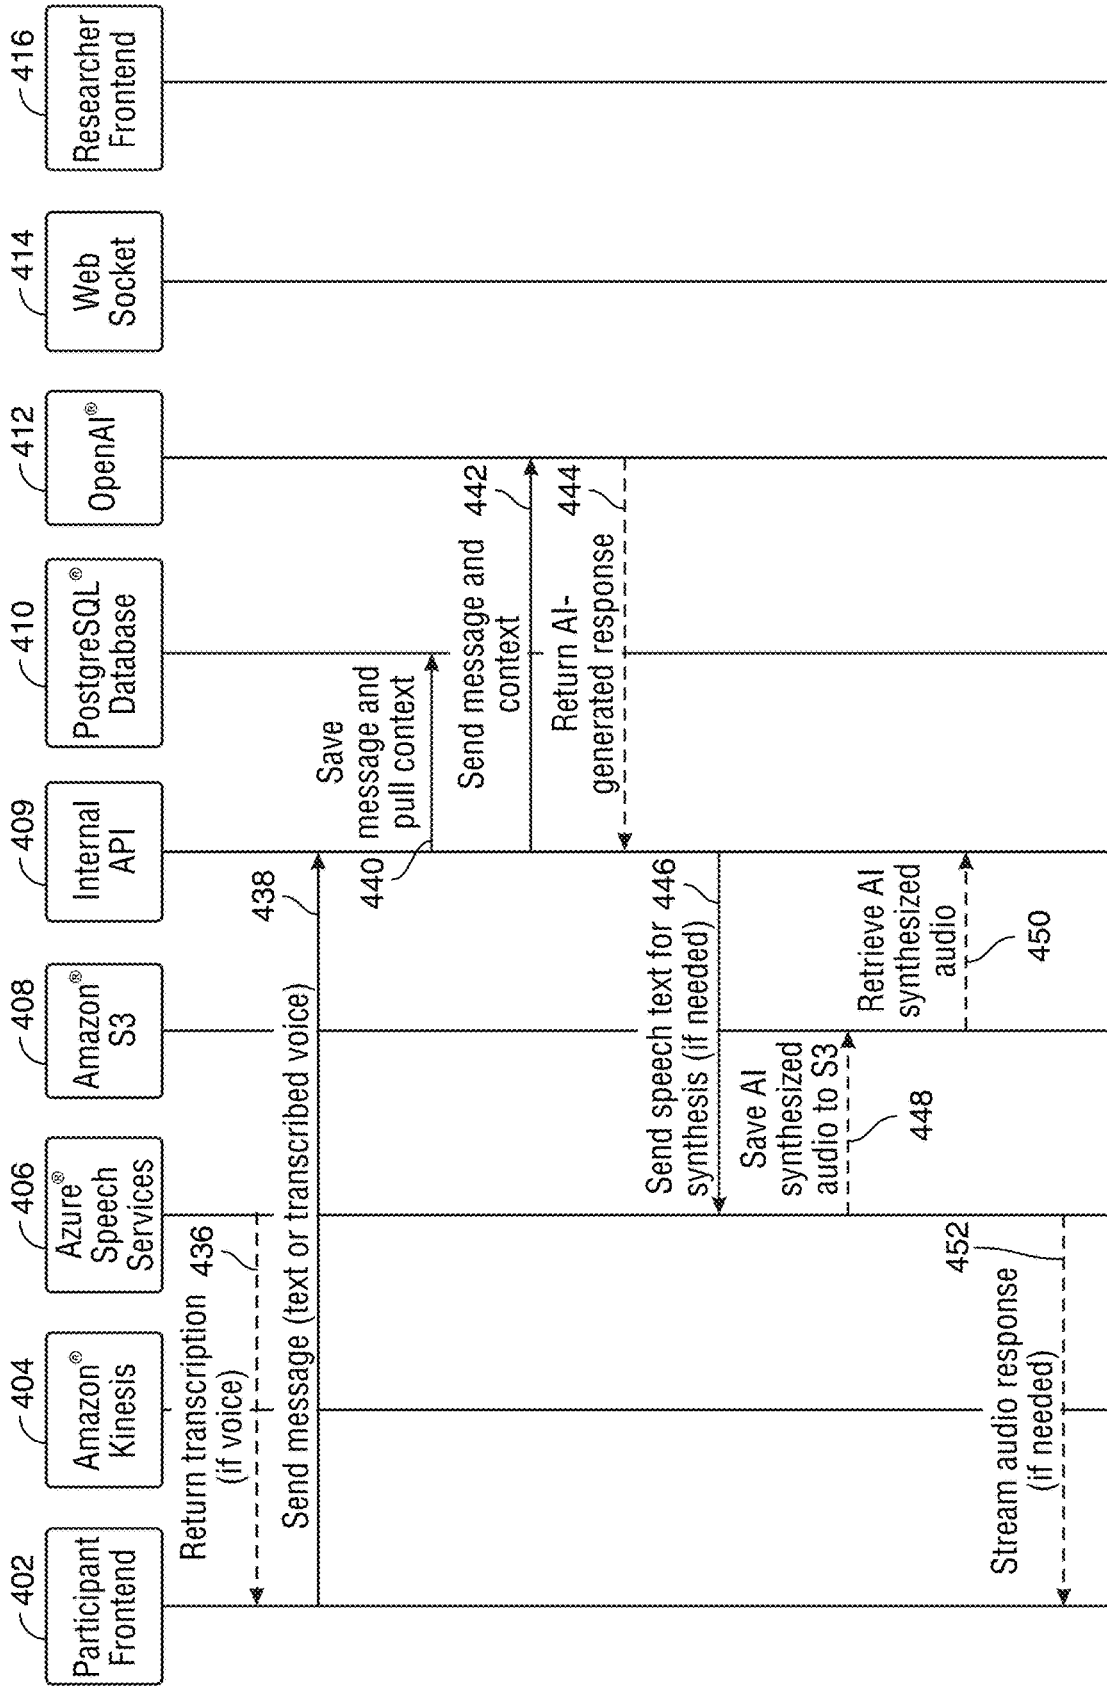 402
Participant
Frontend
404
Amazon®
Kinesis
406
Azure®
Speech
Services
408
Amazon®
S3
409
Internal
API
410
PostgreSQL®
Database
412
OpenAI®
414
Web
Socket
416
Researcher
Frontend
Return transcription
(if voice)
436
Send message (text or transcribed voice)
438
Save
message and
pull context
440
Send message and
context
442
Return AI-
generated response
444
Send speech text for
synthesis (if needed)
446
Save AI
synthesized
audio to S3
448
Retrieve AI
synthesized
audio
450
Stream audio response
(if needed)
452